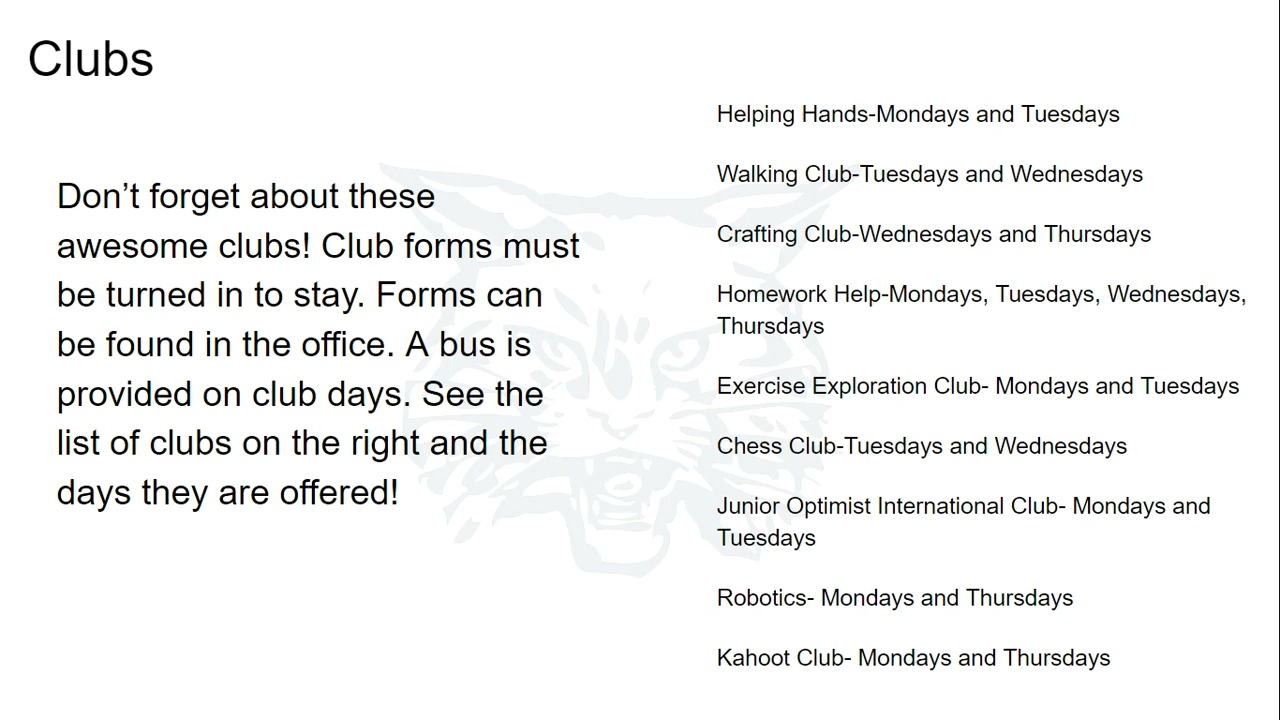 Clubs
Don’t forget about these
awesome clubs! Club forms must
be turned in to stay. Forms can
be found in the office. A bus is
provided on club days. See the
list of clubs on the right and the
days they are offered!
Helping Hands-Mondays and Tuesdays
Walking Club-Tuesdays and Wednesdays
Crafting Club-Wednesdays and Thursdays
Homework Help-Mondays, Tuesdays, Wednesdays,
Thursdays
Exercise Exploration Club- Mondays and Tuesdays
Chess Club-Tuesdays and Wednesdays
Junior Optimist International Club- Mondays and
Tuesdays
Robotics- Mondays and Thursdays
Kahoot Club- Mondays and Thursdays